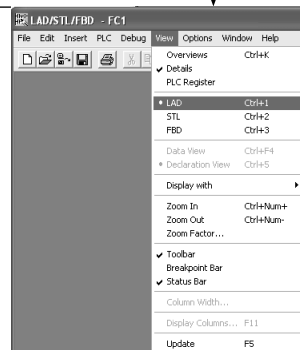 LAD/STL/FBD - FC1
File Edit Insert PLC Debug View Options Window Help
Overviews Ctrl+K
Details
PLC Register
LAD Ctrl+1
STL Ctrl+2
FBD Ctrl+3
Data View Ctrl+F4
Declaration View Ctrl+5
Display with
Zoom In Ctrl+Num+
Zoom Out Ctrl+Num-
Zoom Factor...
Toolbar
Breakpoint Bar
Status Bar
Column Width...
Display Columns... F11
Update F5